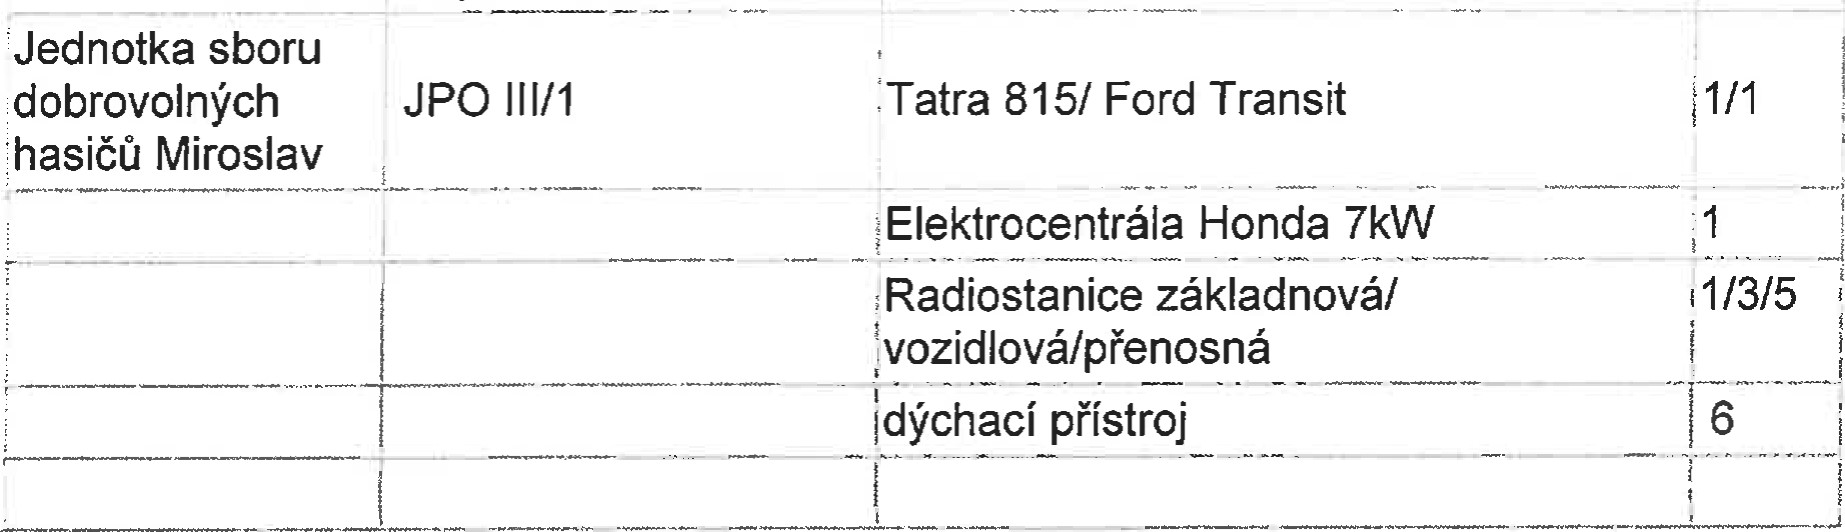 Jednotka sboru
dobrovolných
hasičů Miroslav
JPO III/1
Tatra 815/ Ford Transit
1/1
Elektrocentrála Honda 7kW
1
Radiostanice základnová/
vozidlová/přenosná
1/3/5
dýchací přístroj
6